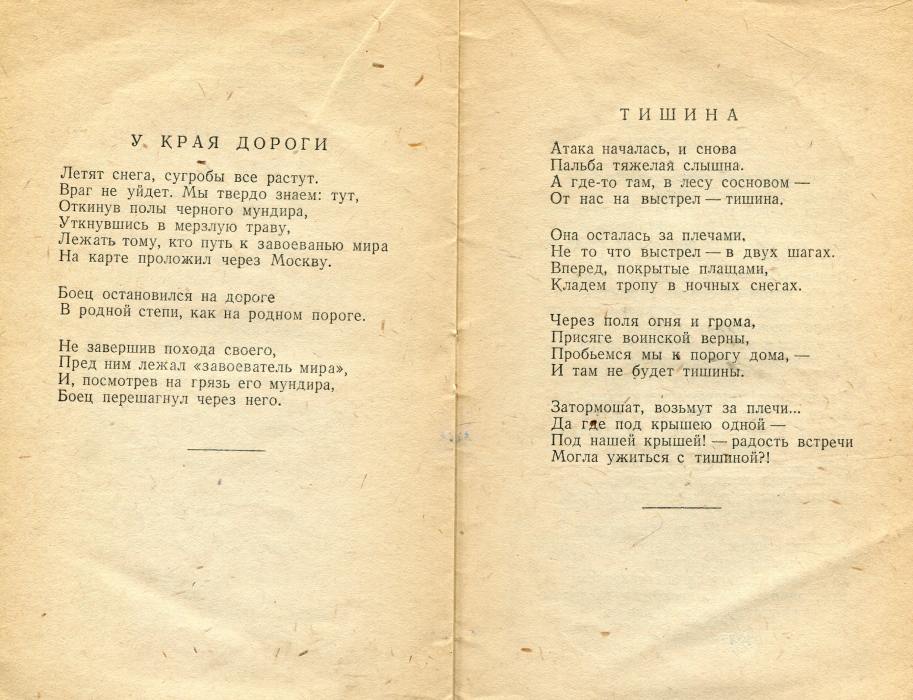 У КРАЯ ДОРОГИ
Летят снега, сугробы все растут.
Враг не уйдет. Мы твердо знаем: тут,
Откинув полы черного мундира,
Уткнувшись в мерзлую траву,
Лежать тому, кто путь к завоеванью мира
На карте проложил через Москву.
Боец остановился на дороге
В родной степи, как на родном пороге.
Не завершив похода своего,
Пред ним лежал «завоеватель мира»,
И, посмотрев на грязь его мундира,
Боец перешагнул через него.
ТИШИНА
Атака началась, и снова
Пальба тяжелая слышна.
А где-то там, в лесу сосновом —
От нас на выстрел — тишина.
Она осталась за плечами.
Не то что выстрел — в двух шагах.
Вперед, покрытые плащами,
Кладем тропу в ночных снегах.
Через поля огня и грома,
Присяге воинской верны,
Пробьемся мы к порогу дома, —
И там не будет тишины.
Затормошат, возьмут за плечи...
Да где под крышею одной —
Под нашей крышей! — радость встречи
Могла ужиться с тишиной?!